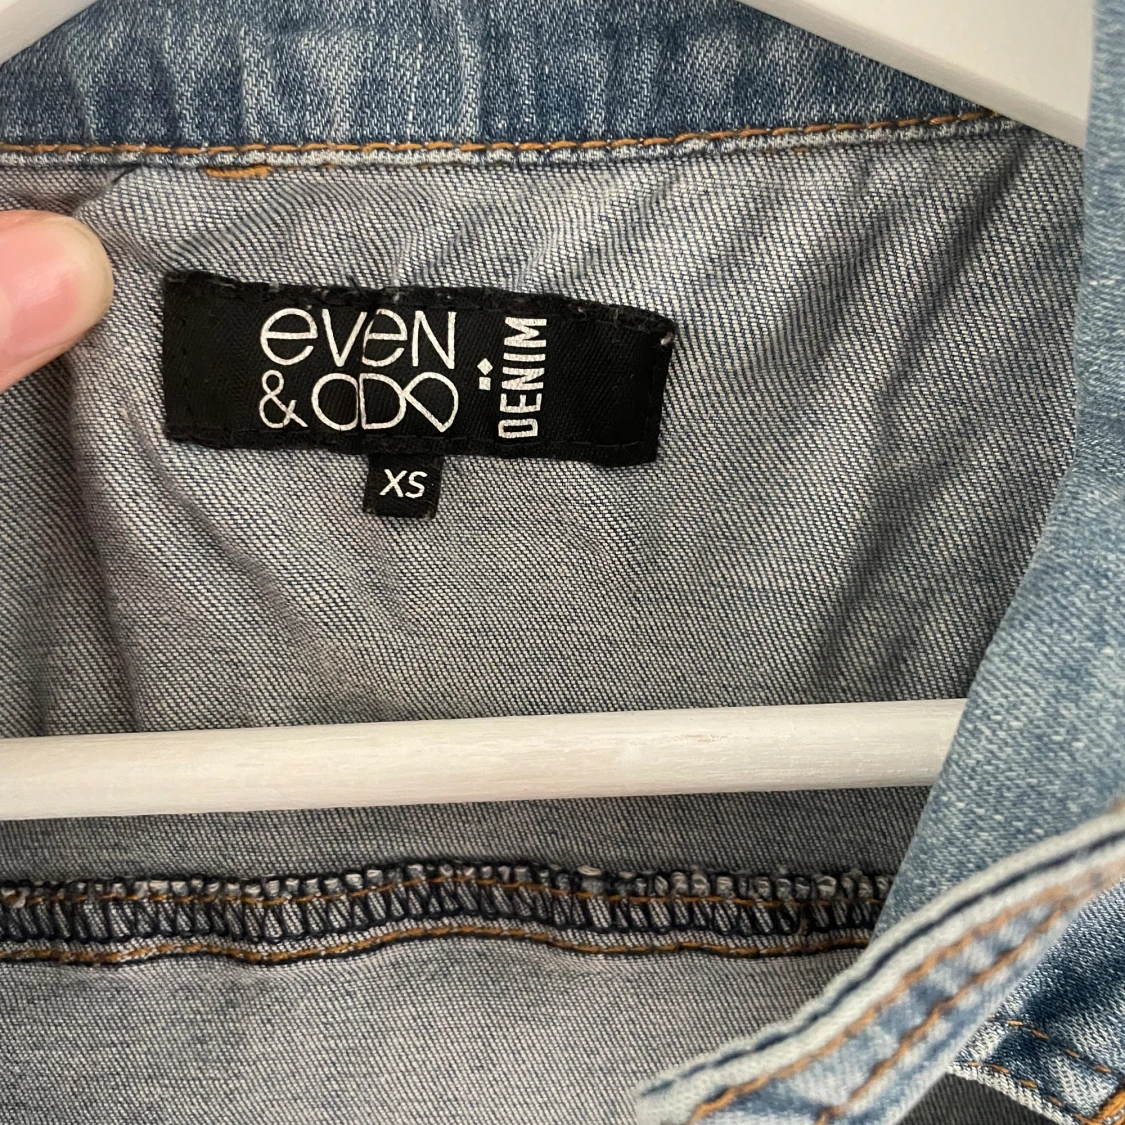 even
& odd
DENIM
XS